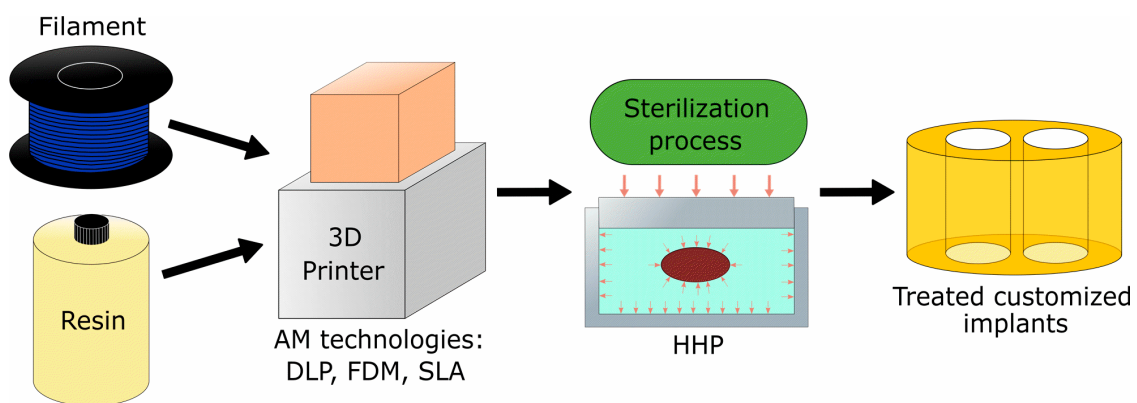 Filament
Resin
3D
Printer
AM technologies:
DLP, FDM, SLA
Sterilization
process
HHP
Treated customized
implants